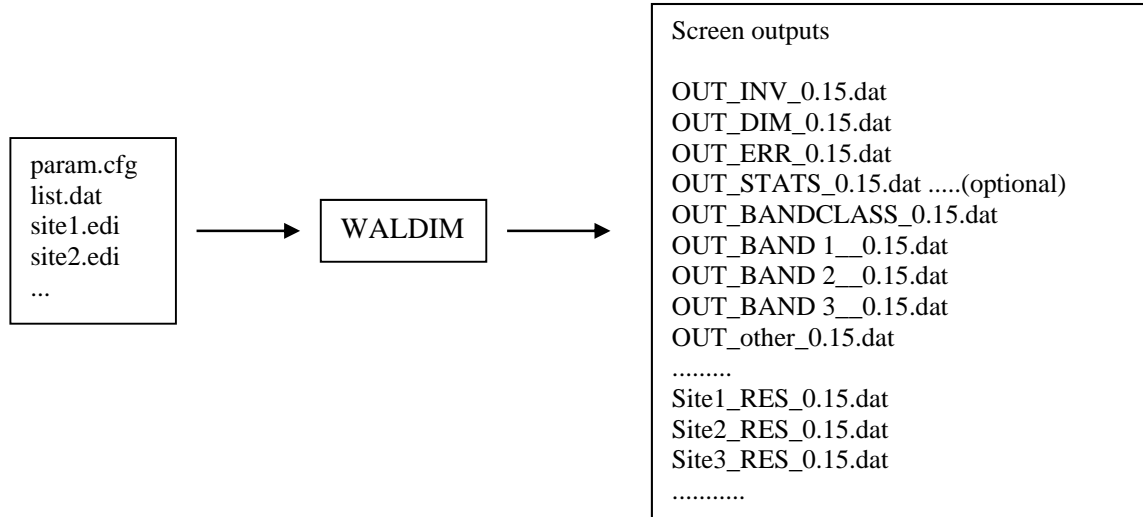 param.cfg
list.dat
site1.edi
site2.edi
...
WALDIM
Screen outputs
OUT_INV_0.15.dat
OUT_DIM_0.15.dat
OUT_ERR_0.15.dat
OUT_STATS_0.15.dat .....(optional)
OUT_BANDCLASS_0.15.dat
OUT_BAND 1__0.15.dat
OUT_BAND 2__0.15.dat
OUT_BAND 3__0.15.dat
OUT_other_0.15.dat
.........
Site1_RES_0.15.dat
Site2_RES_0.15.dat
Site3_RES_0.15.dat
...........